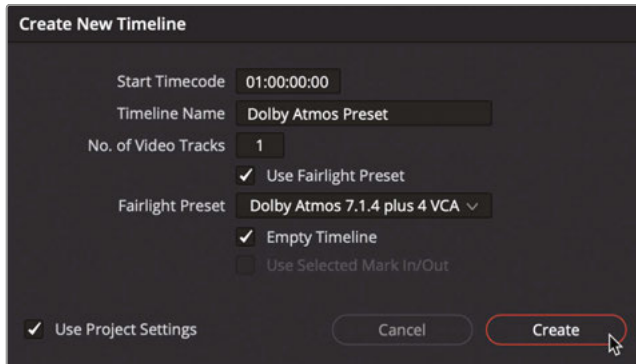 Create New Timeline
Start Timecode 01:00:00:00
Timeline Name Dolby Atmos Preset
No. of Video Tracks 1
Use Fairlight Preset
Fairlight Preset Dolby Atmos 7.1.4 plus 4 VCA
Empty Timeline
Use Selected Mark In/Out
Use Project Settings Cancel Create